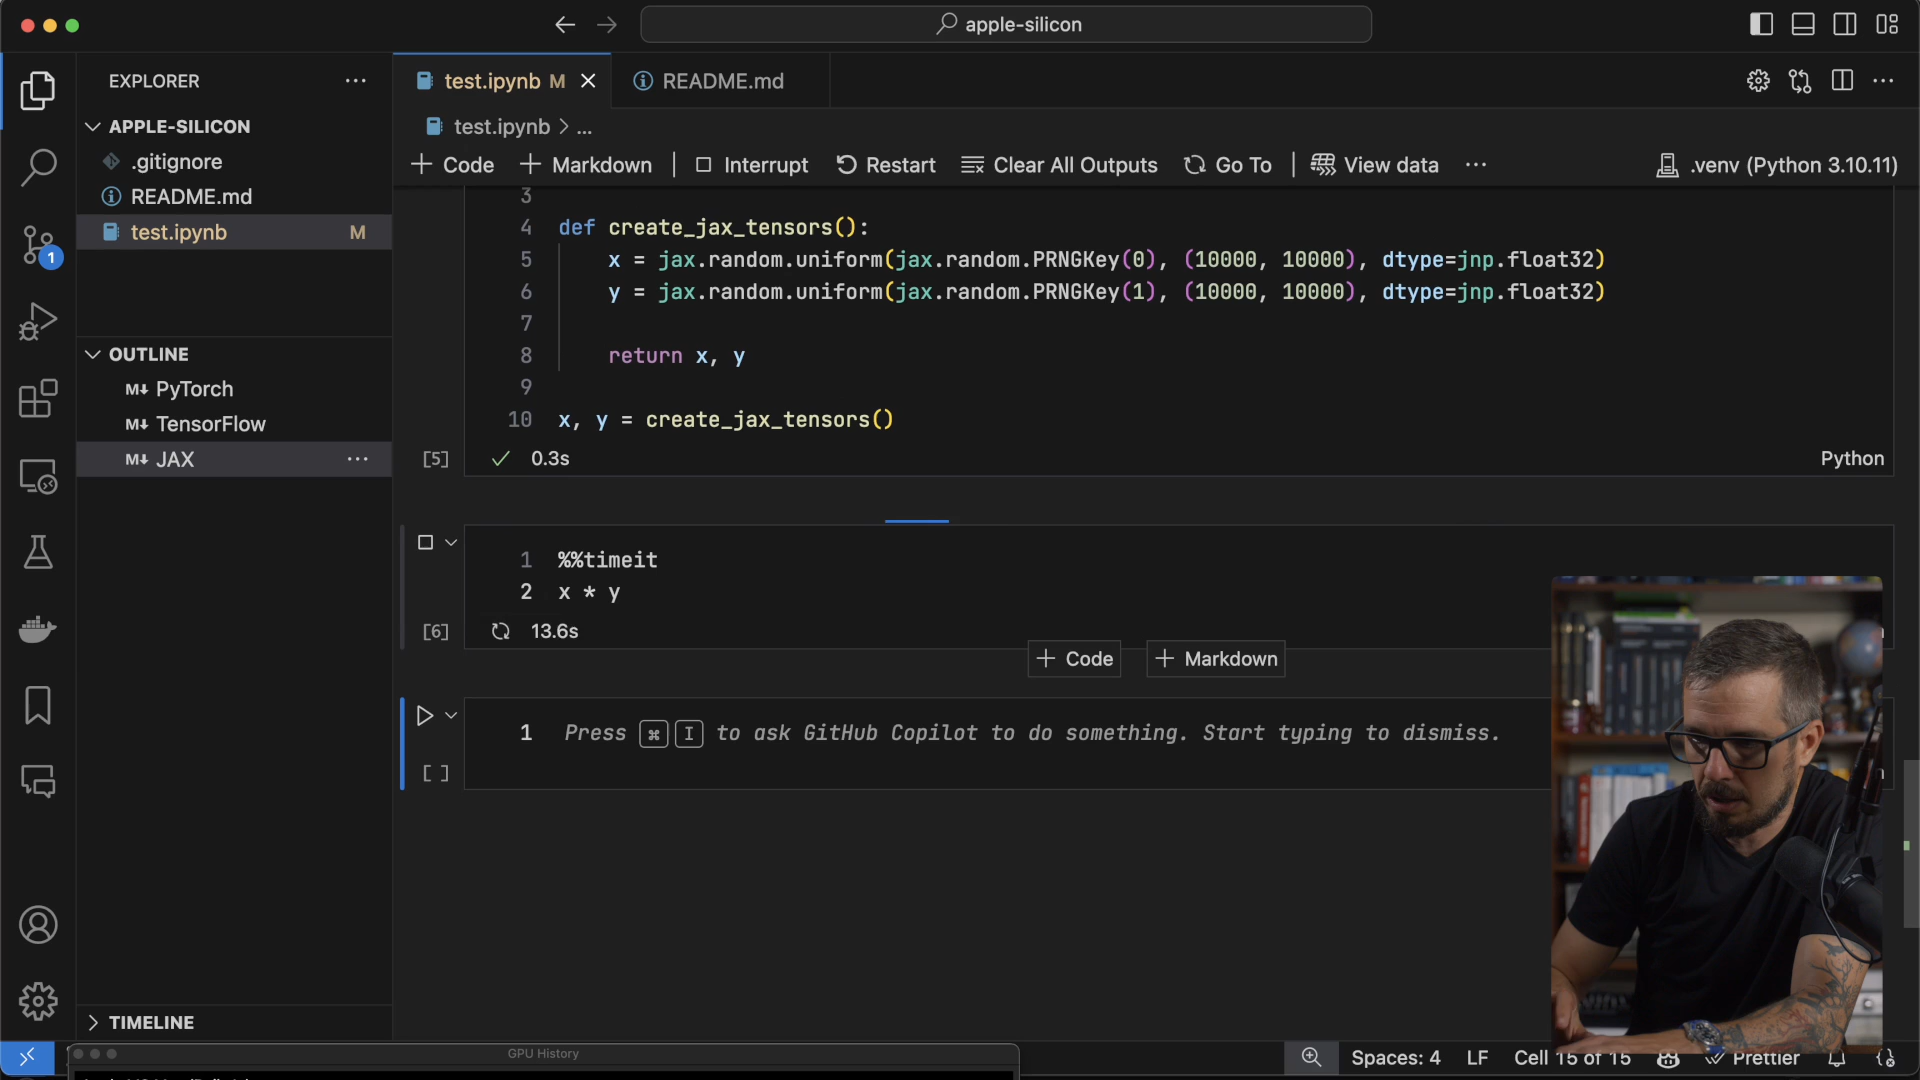 apple-silicon
EXPLORER
test.ipynb M
README.md
APPLE-SILICON
.gitignore
README.md
test.ipynb M
test.ipynb > ...
Code
Markdown
Interrupt
Restart
Clear All Outputs
Go To
View data
.venv (Python 3.10.11)
1
OUTLINE
PyTorch
TensorFlow
JAX
3
4 def create_jax_tensors():
5 x = jax.random.uniform(jax.random.PRNGKey(0), (10000, 10000), dtype=jnp.float32)
6 y = jax.random.uniform(jax.random.PRNGKey(1), (10000, 10000), dtype=jnp.float32)
7
8 return x, y
9
10 x, y = create_jax_tensors()
[5] 0.3s Python
1 %%timeit
2 x * y
[6] 13.6s
+ Code + Markdown
1 Press ⌘ I to ask GitHub Copilot to do something. Start typing to dismiss.
[ ]
TIMELINE
GPU History
Spaces: 4 LF Cell 15 of 15 Prettier